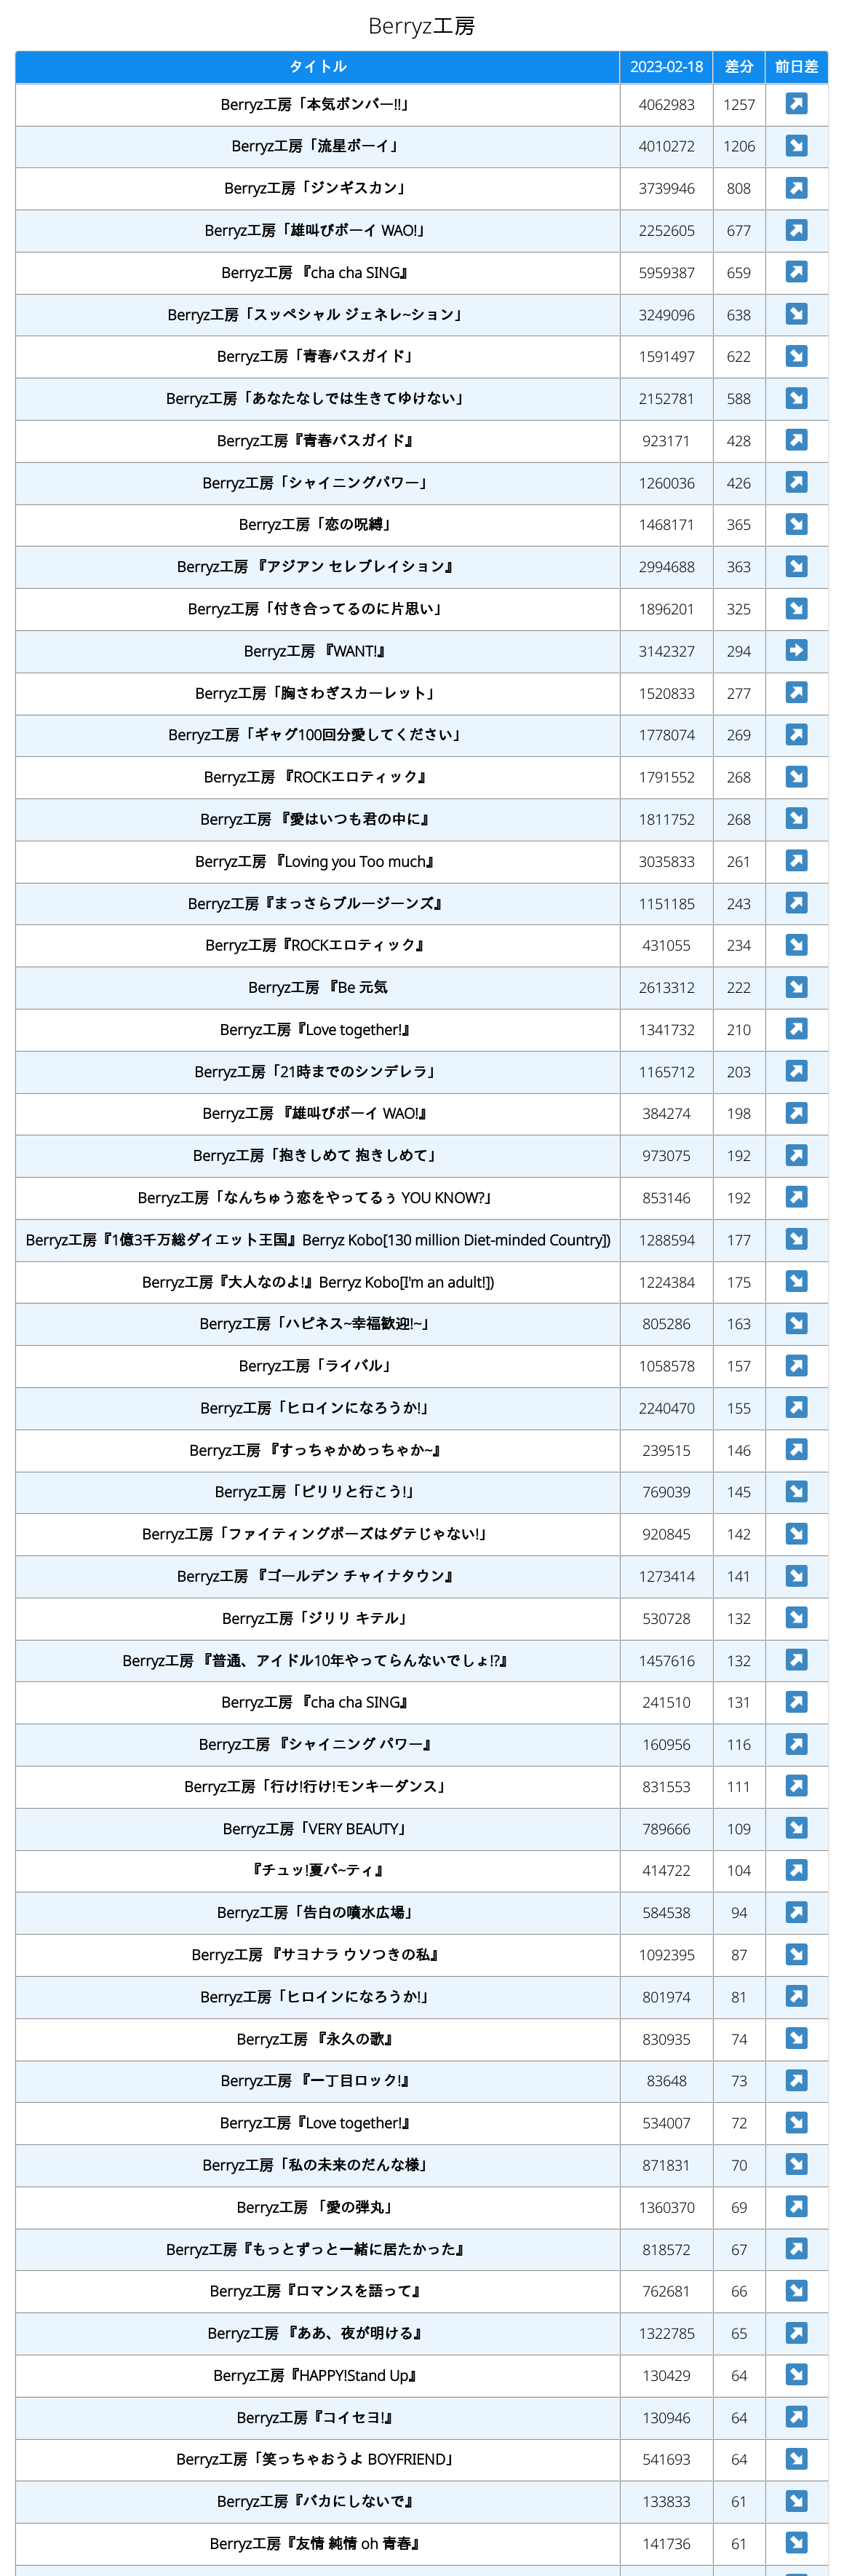 Berryz工房
タイトル 2023-02-18 差分 前日差
Berryz工房「本気ボンバー!!」 4062983 1257 ↗
Berryz工房「流星ボーイ」 4010272 1206 ↘
Berryz工房「ジンギスカン」 3739946 808 ↗
Berryz工房「雄叫びボーイ WAO!」 2252605 677 ↗
Berryz工房 『cha cha SING』 5959387 659 ↗
Berryz工房「スッペシャル ジェネレ~ション」 3249096 638 ↘
Berryz工房「青春バスガイド」 1591497 622 ↘
Berryz工房「あなたなしでは生きてゆけない」 2152781 588 ↘
Berryz工房『青春バスガイド』 923171 428 ↗
Berryz工房「シャイニングパワー」 1260036 426 ↗
Berryz工房「恋の呪縛」 1468171 365 ↘
Berryz工房 『アジアン セレブレイション』 2994688 363 ↘
Berryz工房「付き合ってるのに片思い」 1896201 325 ↘
Berryz工房 『WANT!』 3142327 294 ➡
Berryz工房「胸さわぎスカーレット」 1520833 277 ↗
Berryz工房「ギャグ100回分愛してください」 1778074 269 ↗
Berryz工房 『ROCKエロティック』 1791552 268 ↘
Berryz工房 『愛はいつも君の中に』 1811752 268 ↘
Berryz工房 『Loving you Too much』 3035833 261 ↗
Berryz工房『まっさらブルージーンズ』 1151185 243 ↗
Berryz工房『ROCKエロティック』 431055 234 ↘
Berryz工房 『Be 元気 2613312 222 ↘
Berryz工房『Love together!』 1341732 210 ↗
Berryz工房「21時までのシンデレラ」 1165712 203 ↗
Berryz工房 『雄叫びボーイ WAO!』 384274 198 ↗
Berryz工房「抱きしめて 抱きしめて」 973075 192 ↗
Berryz工房「なんちゅう恋をやってるぅ YOU KNOW?」 853146 192 ↗
Berryz工房『1億3千万総ダイエット王国』Berryz Kobo[130 million Diet-minded Country]) 1288594 177 ↘
Berryz工房『大人なのよ!』Berryz Kobo[I'm an adult!]) 1224384 175 ↘
Berryz工房「ハピネス~幸福歓迎!~」 805286 163 ↘
Berryz工房「ライバル」 1058578 157 ↗
Berryz工房「ヒロインになろうか!」 2240470 155 ↗
Berryz工房 『すっちゃかめっちゃか~』 239515 146 ↗
Berryz工房「ピリリと行こう!」 769039 145 ↘
Berryz工房「ファイティングポーズはダテじゃない!」 920845 142 ↘
Berryz工房 『ゴールデン チャイナタウン』 1273414 141 ↘
Berryz工房「ジリリ キテル」 530728 132 ↘
Berryz工房 『普通、アイドル10年やってらんないでしょ!?』 1457616 132 ↗
Berryz工房 『cha cha SING』 241510 131 ↗
Berryz工房 『シャイニング パワー』 160956 116 ↗
Berryz工房「行け!行け!モンキーダンス」 831553 111 ↗
Berryz工房「VERY BEAUTY」 789666 109 ↘
『チュッ!夏パ~ティ』 414722 104 ↗
Berryz工房「告白の噴水広場」 584538 94 ↗
Berryz工房 『サヨナラ ウソつきの私』 1092395 87 ↘
Berryz工房「ヒロインになろうか!」 801974 81 ↗
Berryz工房 『永久の歌』 830935 74 ↘
Berryz工房 『一丁目ロック!』 83648 73 ↗
Berryz工房『Love together!』 534007 72 ↘
Berryz工房「私の未来のだんな様」 871831 70 ↘
Berryz工房 「愛の弾丸」 1360370 69 ↗
Berryz工房『もっとずっと一緒に居たかった』 818572 67 ↗
Berryz工房『ロマンスを語って』 762681 66 ↘
Berryz工房 『ああ、夜が明ける』 1322785 65 ↗
Berryz工房『HAPPY!Stand Up』 130429 64 ↘
Berryz工房『コイセヨ!』 130946 64 ↗
Berryz工房「笑っちゃおうよ BOYFRIEND」 541693 64 ↘
Berryz工房『バカにしないで』 133833 61 ↘
Berryz工房『友情 純情 oh 青春』 141736 61 ↘